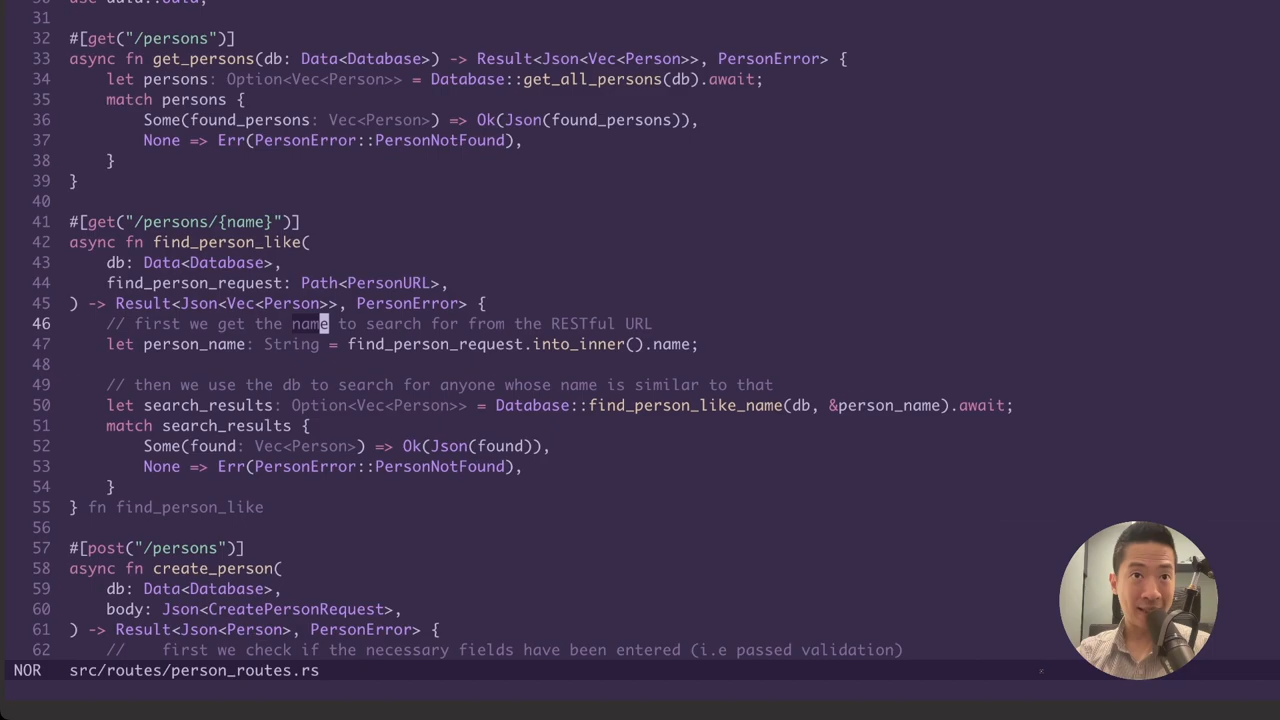 30 use data::Data;
31
32 #[get("/persons")]
33 async fn get_persons(db: Data<Database>) -> Result<Json<Vec<Person>>, PersonError> {
34     let persons: Option<Vec<Person>> = Database::get_all_persons(db).await;
35     match persons {
36         Some(found_persons: Vec<Person>) => Ok(Json(found_persons)),
37         None => Err(PersonError::PersonNotFound),
38     }
39 }
40
41 #[get("/persons/{name}")]
42 async fn find_person_like(
43     db: Data<Database>,
44     find_person_request: Path<PersonURL>,
45 ) -> Result<Json<Vec<Person>>, PersonError> {
46     // first we get the name to search for from the RESTful URL
47     let person_name: String = find_person_request.into_inner().name;
48
49     // then we use the db to search for anyone whose name is similar to that
50     let search_results: Option<Vec<Person>> = Database::find_person_like_name(db, &person_name).await;
51     match search_results {
52         Some(found: Vec<Person>) => Ok(Json(found)),
53         None => Err(PersonError::PersonNotFound),
54     }
55 } fn find_person_like
56
57 #[post("/persons")]
58 async fn create_person(
59     db: Data<Database>,
60     body: Json<CreatePersonRequest>,
61 ) -> Result<Json<Person>, PersonError> {
62     //   first we check if the necessary fields have been entered (i.e passed validation)
NOR src/routes/person_routes.rs